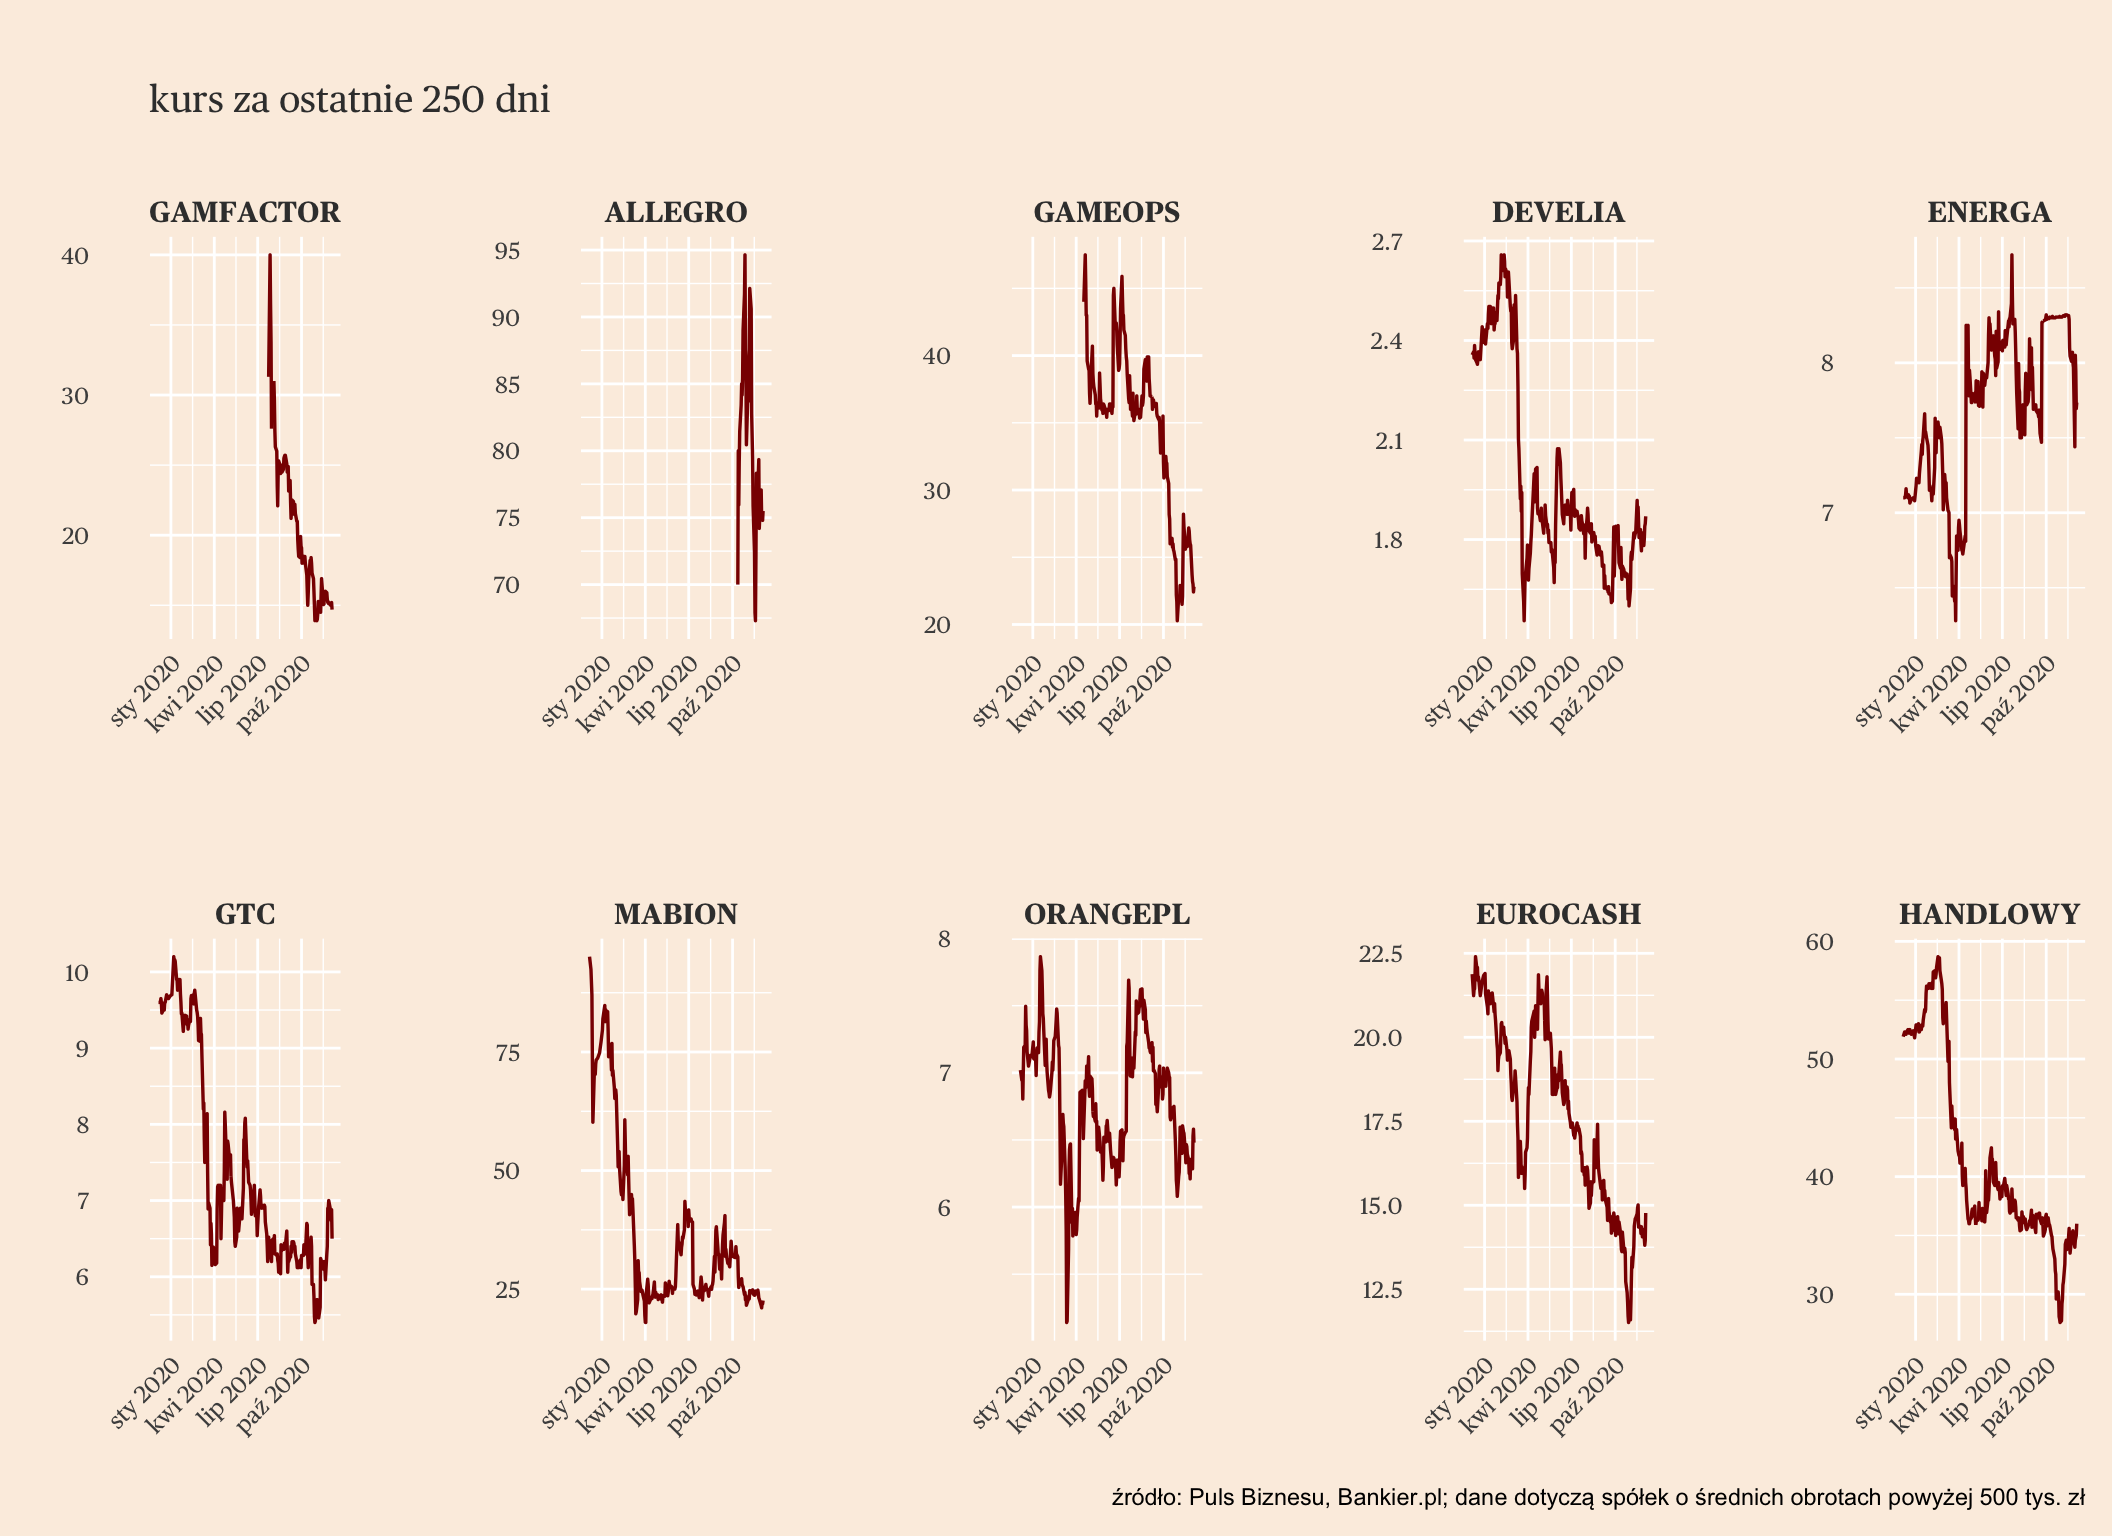 kurs za ostatnie 250 dni
GAMFACTOR
40
30
20
sty 2020
kwi 2020
lip 2020
paź 2020
ALLEGRO
95
90
85
80
75
70
sty 2020
kwi 2020
lip 2020
paź 2020
GAMEOPS
40
30
20
sty 2020
kwi 2020
lip 2020
paź 2020
DEVELIA
2.7
2.4
2.1
1.8
sty 2020
kwi 2020
lip 2020
paź 2020
ENERGA
8
7
sty 2020
kwi 2020
lip 2020
paź 2020
GTC
10
9
8
7
6
sty 2020
kwi 2020
lip 2020
paź 2020
MABION
75
50
25
sty 2020
kwi 2020
lip 2020
paź 2020
ORANGEPL
8
7
6
sty 2020
kwi 2020
lip 2020
paź 2020
EUROCASH
22.5
20.0
17.5
15.0
12.5
sty 2020
kwi 2020
lip 2020
paź 2020
HANDLOWY
60
50
40
30
sty 2020
kwi 2020
lip 2020
paź 2020
źródło: Puls Biznesu, Bankier.pl; dane dotyczą spółek o średnich obrotach powyżej 500 tys. zł